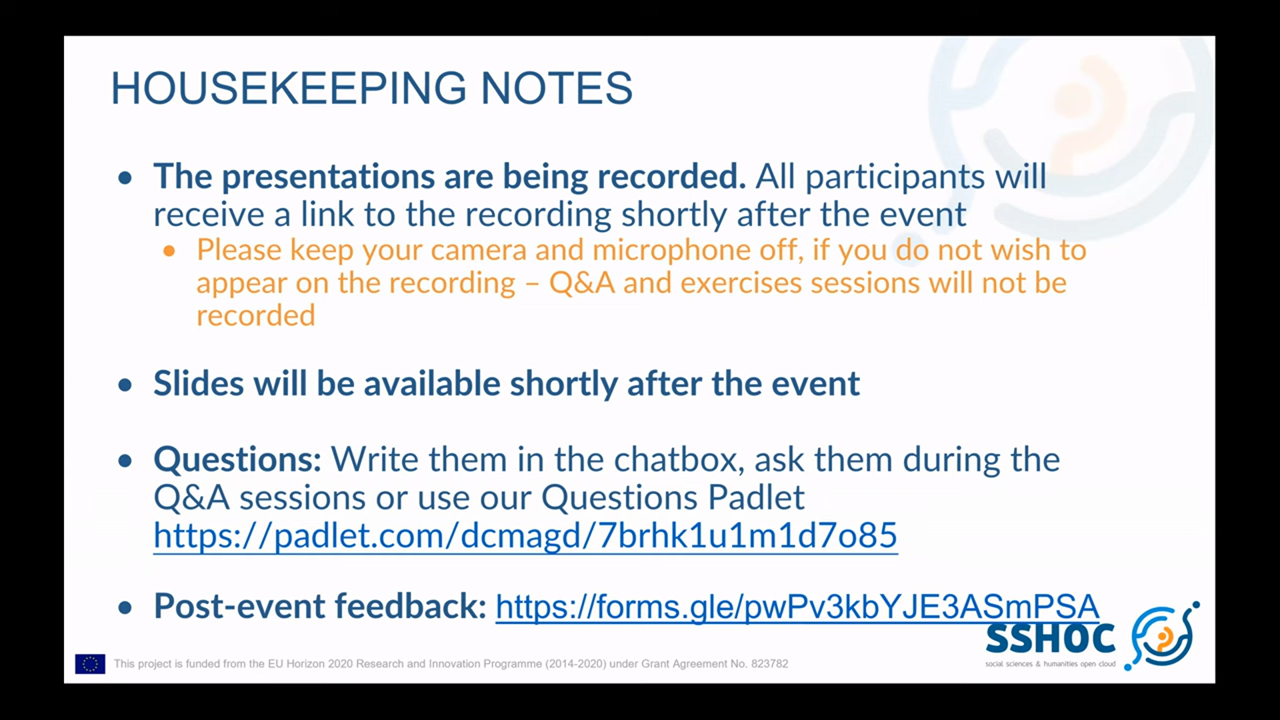 HOUSEKEEPING NOTES
• The presentations are being recorded. All participants will
receive a link to the recording shortly after the event
• Please keep your camera and microphone off, if you do not wish to
appear on the recording – Q&A and exercises sessions will not be
recorded
• Slides will be available shortly after the event
• Questions: Write them in the chatbox, ask them during the
Q&A sessions or use our Questions Padlet
https://padlet.com/dcmagd/7brhk1u1m1d7o85
• Post-event feedback: https://forms.gle/pwPv3kbYJE3ASmPSA
SSHOC
social sciences & humanities open cloud
This project is funded from the EU Horizon 2020 Research and Innovation Programme (2014-2020) under Grant Agreement No. 823782